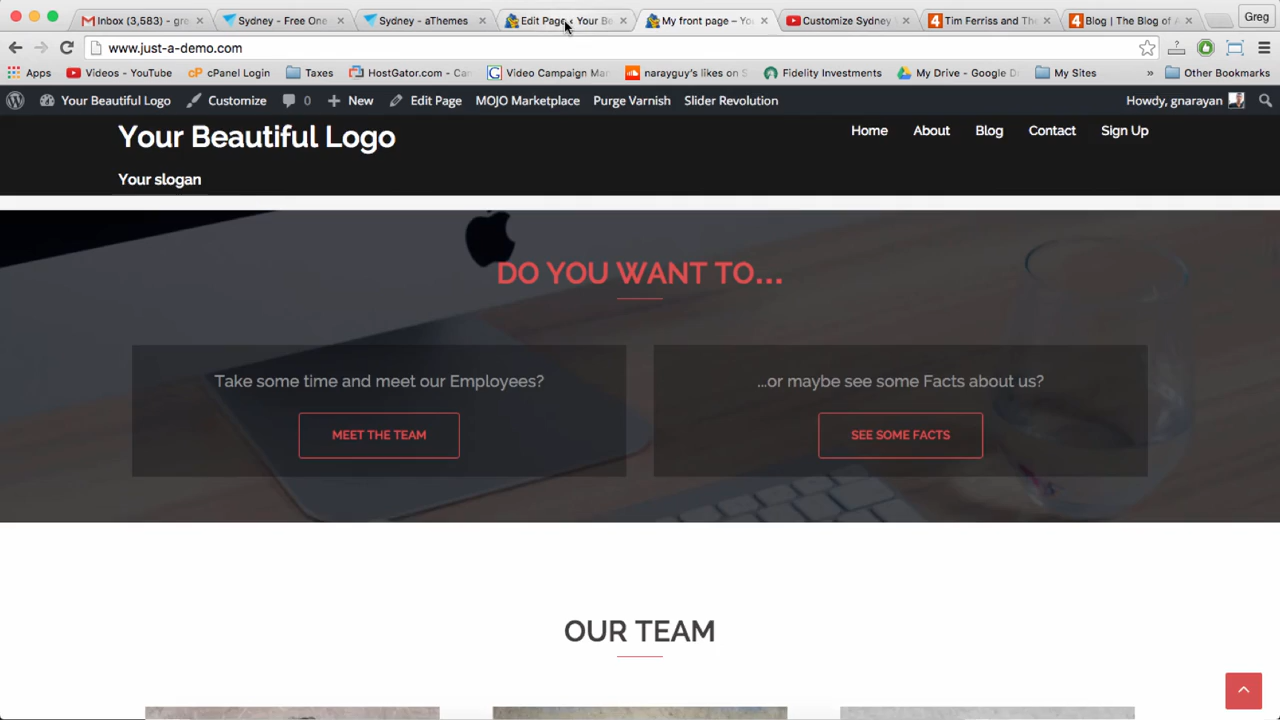 Inbox (3,583) - gre
Sydney - Free One
Sydney - aThemes
Edit Page ‹ Your Be
My front page – You
Customize Sydney
Tim Ferriss and The
Blog | The Blog of A
Greg
www.just-a-demo.com
Apps
Videos - YouTube
cPanel Login
Taxes
HostGator.com - Can
Video Campaign Man
narayguy's likes on S
Fidelity Investments
My Drive - Google D
My Sites
»
Other Bookmarks
Your Beautiful Logo
Customize
0
New
Edit Page
MOJO Marketplace
Purge Varnish
Slider Revolution
Howdy, gnarayan
Your Beautiful Logo
Home
About
Blog
Contact
Sign Up
Your slogan
DO YOU WANT TO...
Take some time and meet our Employees?
...or maybe see some Facts about us?
MEET THE TEAM
SEE SOME FACTS
OUR TEAM